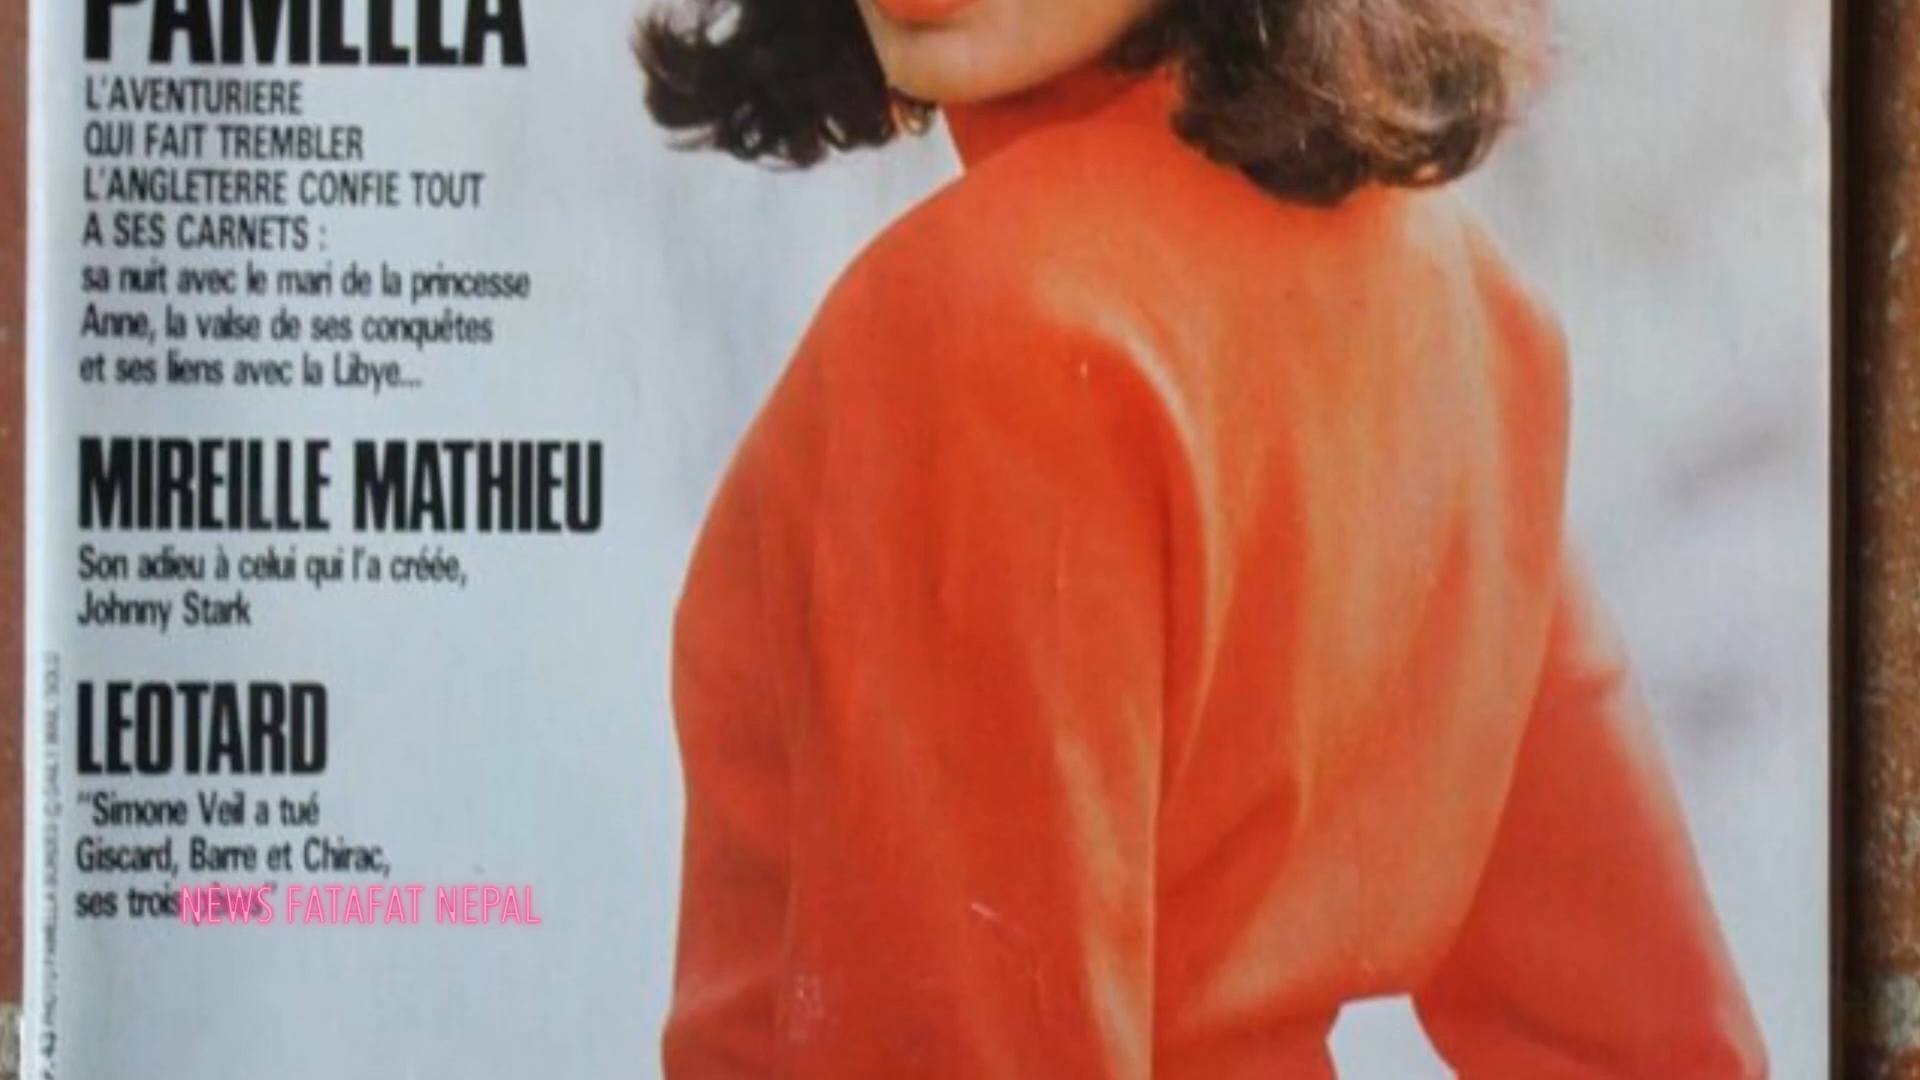 PAMELLA
L'AVENTURIERE
QUI FAIT TREMBLER
L'ANGLETERRE CONFIE TOUT
A SES CARNETS :
sa nuit avec le mari de la princesse
Anne, la valse de ses conquêtes
et ses liens avec la Libye...
MIREILLE MATHIEU
Son adieu à celui qui l'a créée,
Johnny Stark
LEOTARD
"Simone Veil a tué
Giscard, Barre et Chirac,
ses trois
NEWS FATAFAT NEPAL